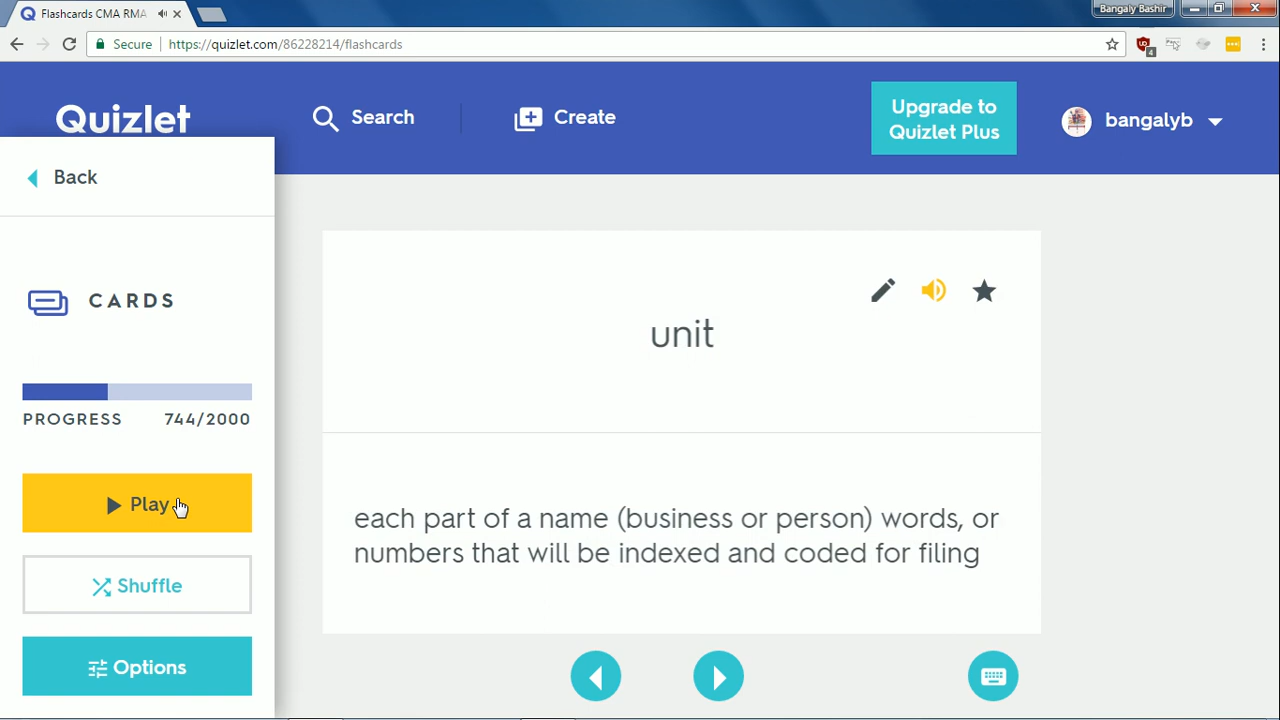 Flashcards CMA RMA
Bangaly Bashir
Secure
https://quizlet.com/86228214/flashcards
4
Quizlet
Search
Create
Upgrade to
Quizlet Plus
bangalyb
Back
CARDS
PROGRESS 744/2000
Play
Shuffle
Options
unit
each part of a name (business or person) words, or
numbers that will be indexed and coded for filing